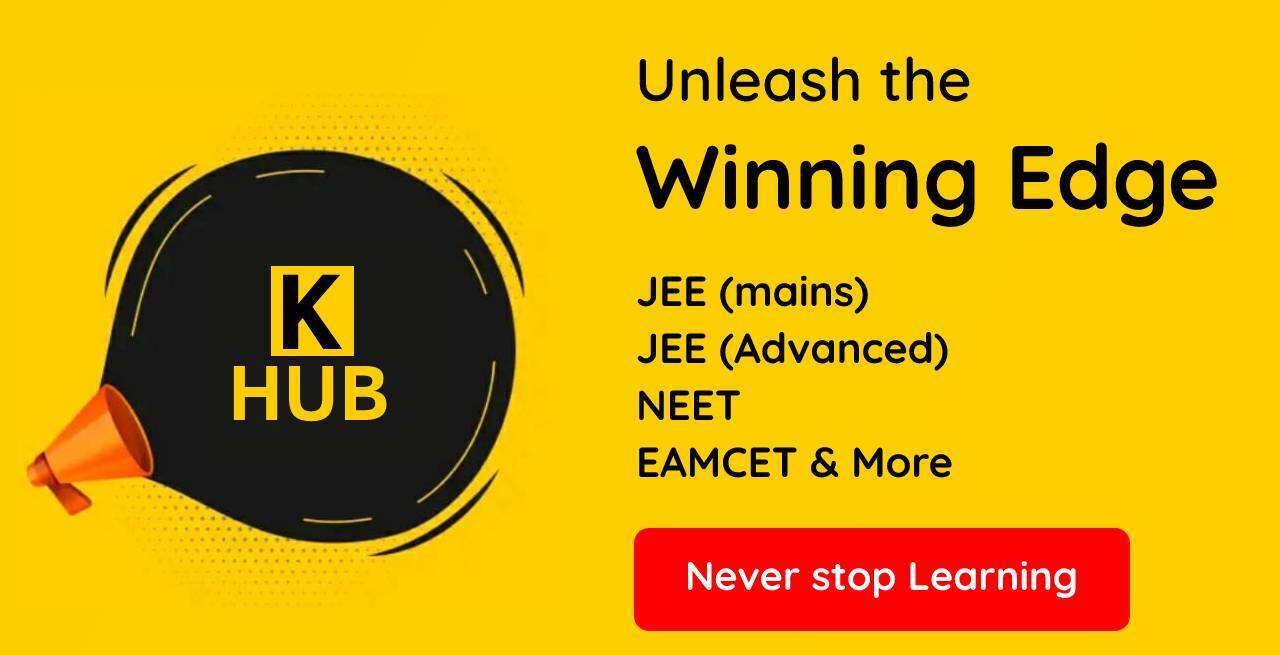 K
HUB
Unleash the
Winning Edge
JEE (mains)
JEE (Advanced)
NEET
EAMCET & More
Never stop Learning